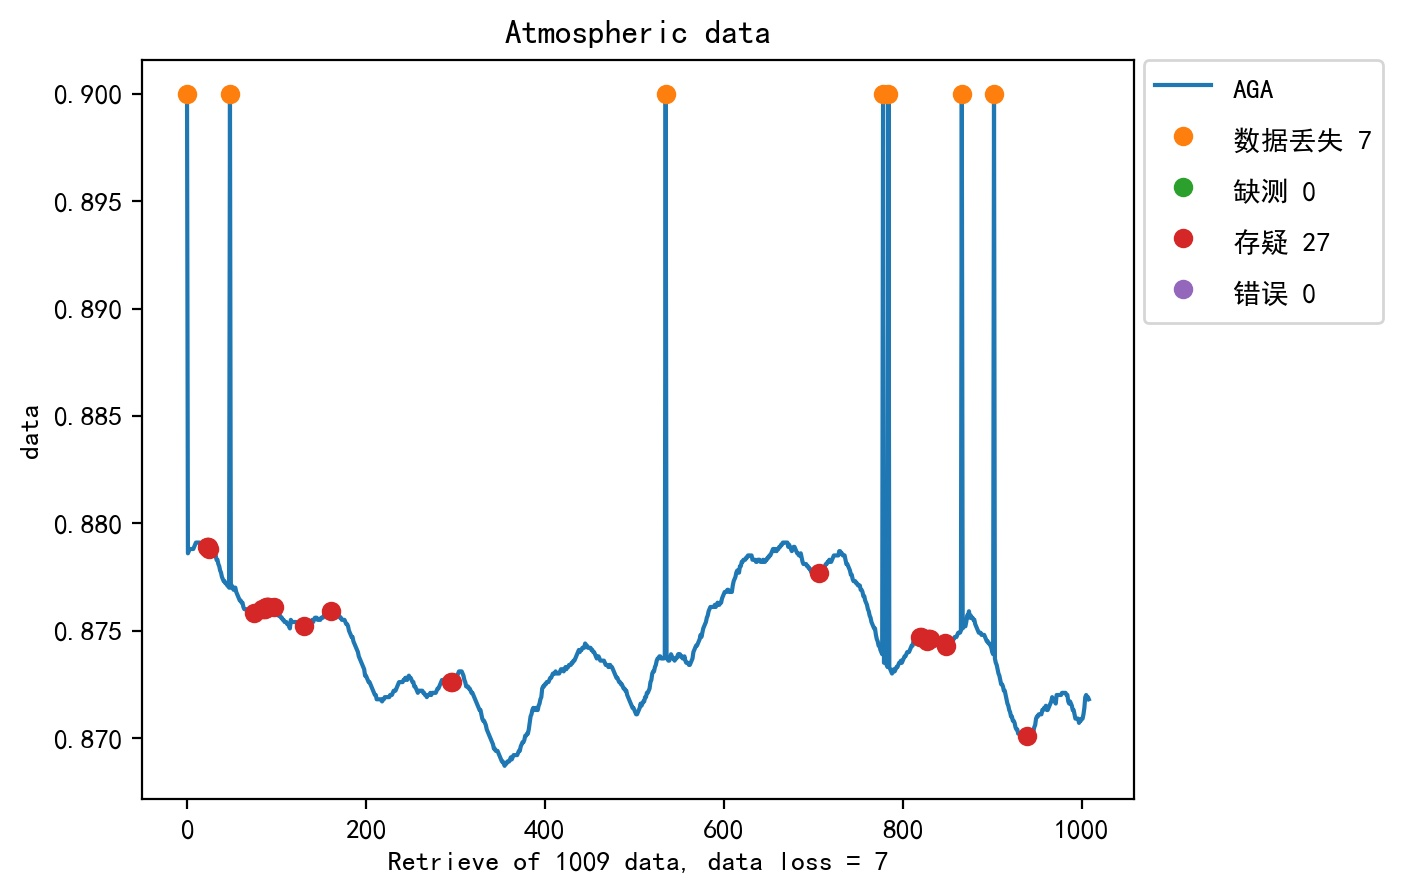 Atmospheric data
0.900
0.895
0.890
0.885
0.880
0.875
0.870
data
0 200 400 600 800 1000
Retrieve of 1009 data, data loss = 7
AGA
数据丢失 7
缺测 0
存疑 27
错误 0